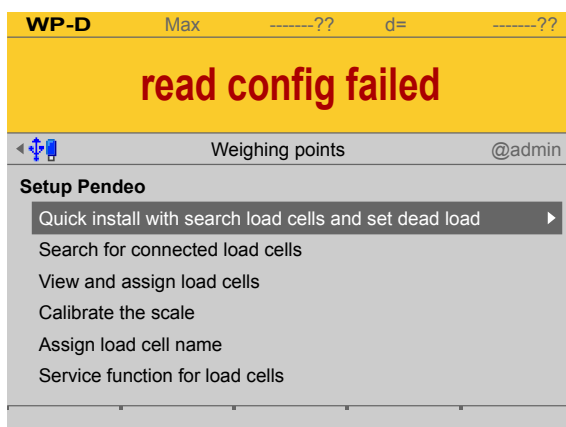 WP-D Max -------?? d= -------??
read config failed
Weighing points @admin
Setup Pendeo
Quick install with search load cells and set dead load
Search for connected load cells
View and assign load cells
Calibrate the scale
Assign load cell name
Service function for load cells